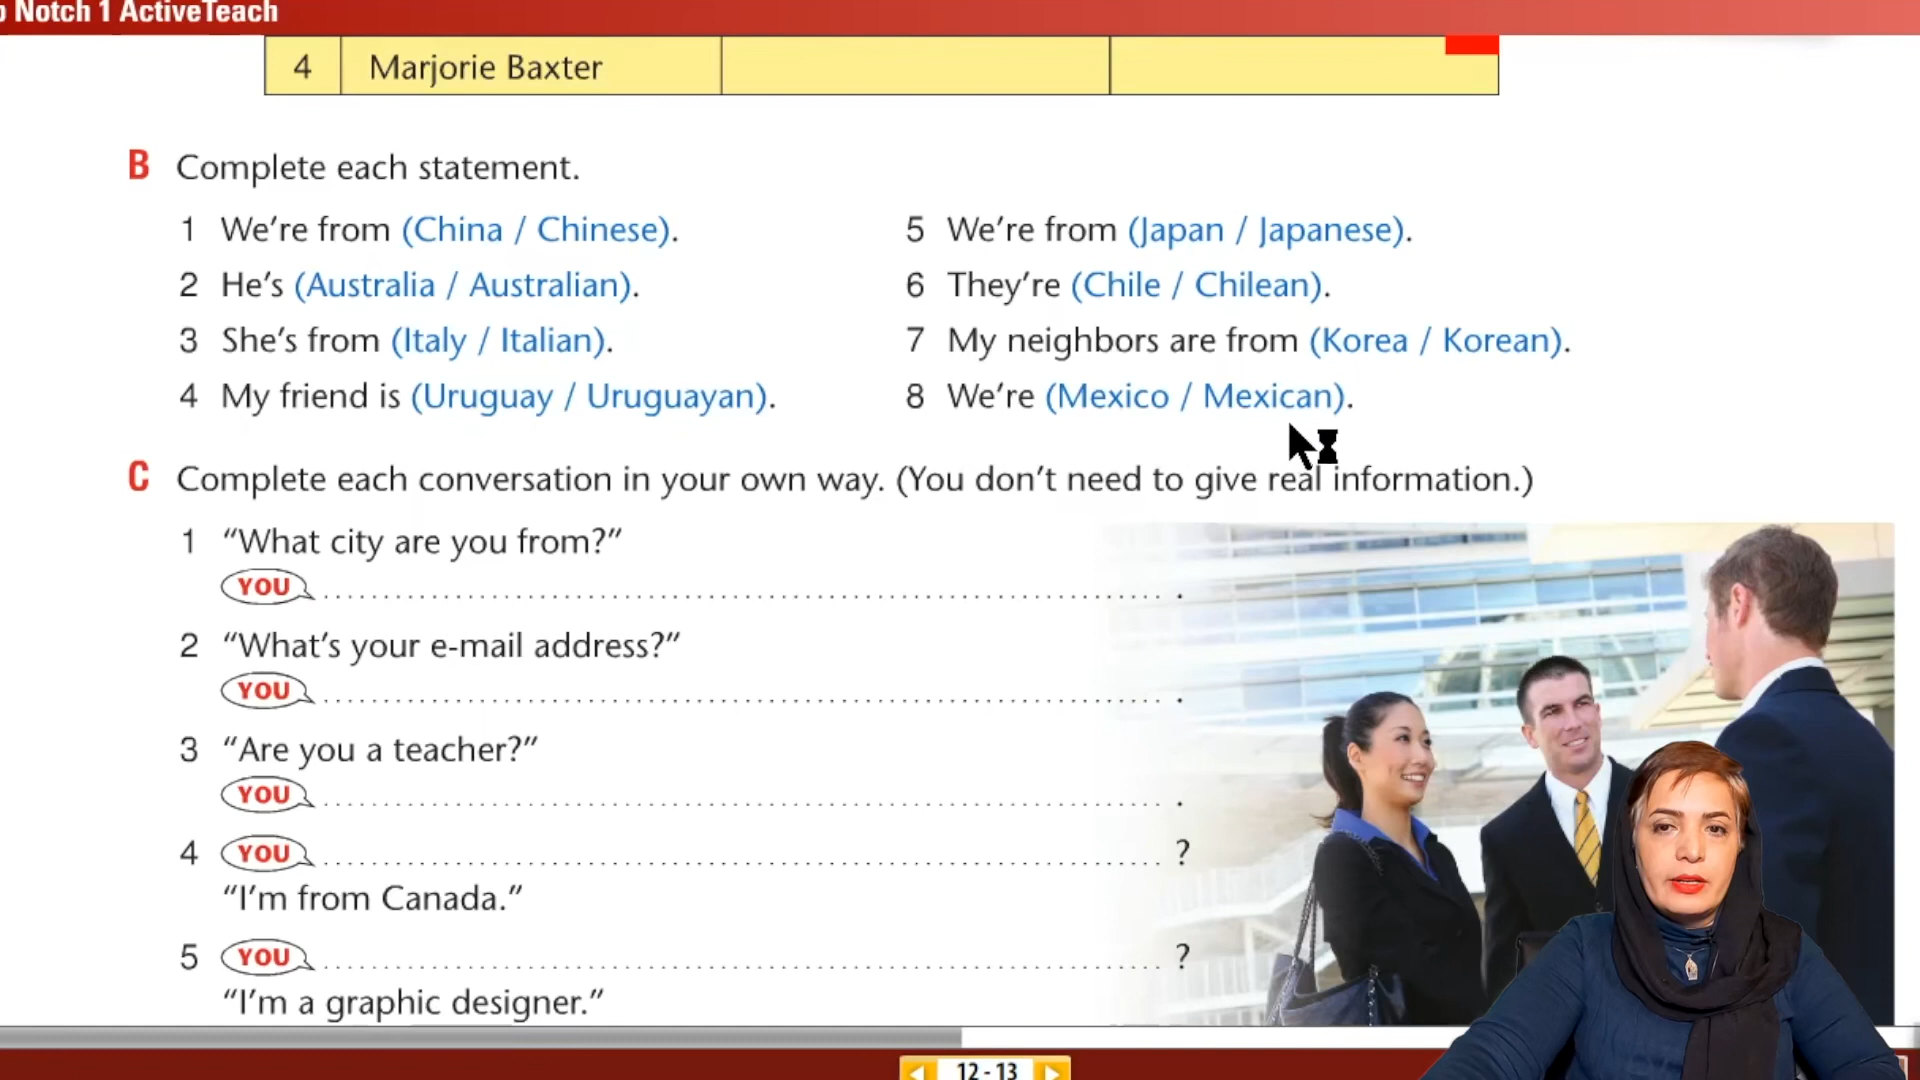 Notch 1 ActiveTeach
4 Marjorie Baxter
B Complete each statement.
1 We're from (China / Chinese).
2 He's (Australia / Australian).
3 She's from (Italy / Italian).
4 My friend is (Uruguay / Uruguayan).
5 We're from (Japan / Japanese).
6 They're (Chile / Chilean).
7 My neighbors are from (Korea / Korean).
8 We're (Mexico / Mexican).
C Complete each conversation in your own way. (You don't need to give real information.)
1 “What city are you from?”
YOU .
2 “What's your e-mail address?”
YOU .
3 “Are you a teacher?”
YOU .
4 YOU ?
“I'm from Canada.”
5 YOU ?
“I'm a graphic designer.”
12 - 13